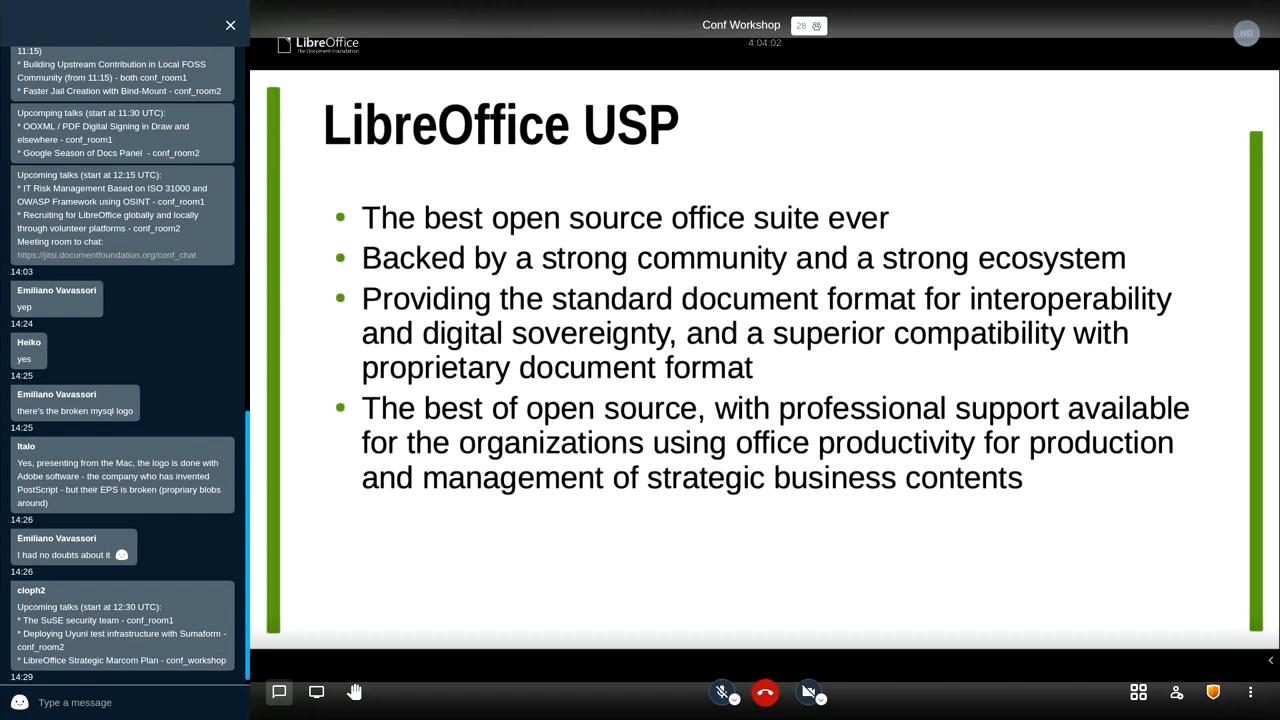 11:15)
* Building Upstream Contribution in Local FOSS
Community (from 11:15) - both conf_room1
* Faster Jail Creation with Bind-Mount - conf_room2
Upcomping talks (start at 11:30 UTC):
* OOXML / PDF Digital Signing in Draw and
elsewhere - conf_room1
* Google Season of Docs Panel - conf_room2
Upcoming talks (start at 12:15 UTC):
* IT Risk Management Based on ISO 31000 and
OWASP Framework using OSINT - conf_room1
* Recruiting for LibreOffice globally and locally
through volunteer platforms - conf_room2
Meeting room to chat:
https://jitsi.documentfoundation.org/conf_chat
14:03
Emiliano Vavassori
yep
14:24
Heiko
yes
14:25
Emiliano Vavassori
there's the broken mysql logo
14:25
Italo
Yes, presenting from the Mac, the logo is done with
Adobe software - the company who has invented
PostScript - but their EPS is broken (propriary blobs
around)
14:26
Emiliano Vavassori
I had no doubts about it
14:26
cloph2
Upcoming talks (start at 12:30 UTC):
* The SuSE security team - conf_room1
* Deploying Uyuni test infrastructure with Sumaform -
conf_room2
* LibreOffice Strategic Marcom Plan - conf_workshop
14:29
Type a message
Conf Workshop 28
4:04:02
HD
LibreOffice
The Document Foundation
LibreOffice USP
• The best open source office suite ever
• Backed by a strong community and a strong ecosystem
• Providing the standard document format for interoperability
and digital sovereignty, and a superior compatibility with
proprietary document format
• The best of open source, with professional support available
for the organizations using office productivity for production
and management of strategic business contents